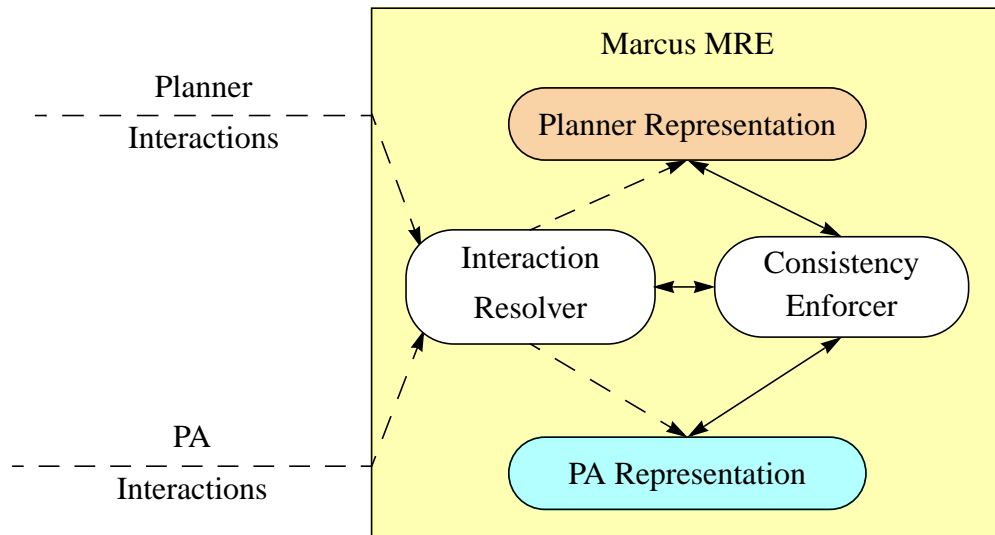 Marcus MRE
Planner
Interactions
Planner Representation
Interaction
Resolver
Consistency
Enforcer
PA
Interactions
PA Representation